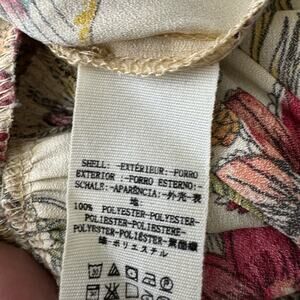 SHELL: -EXTÉRIEUR -FORRO
EXTERIOR :FORRO ESTERNO:-
SCHALE:-APARÊNCIA:-外壳-表
地
100% POLYESTER-POLYESTER-
POLIESTER-POLIESTERE-
POLYESTER-POLIÉSTER-聚酯纖
維-ポリエステル